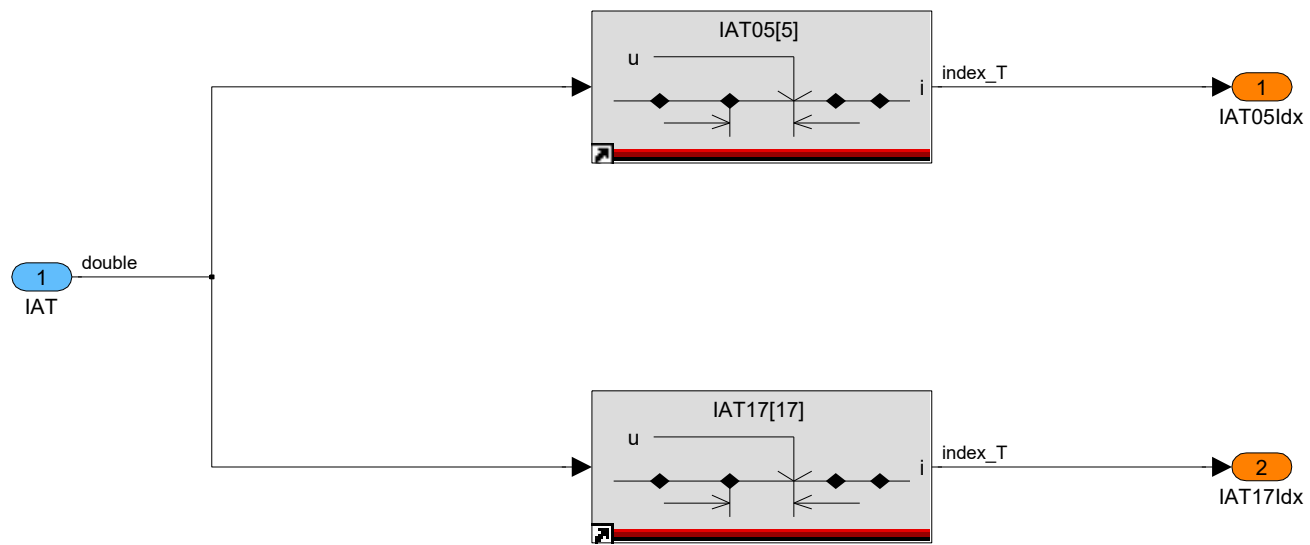 IAT05[5]
u
i
index_T
1
IAT05Idx
double
1
IAT
IAT17[17]
u
i
index_T
2
IAT17Idx